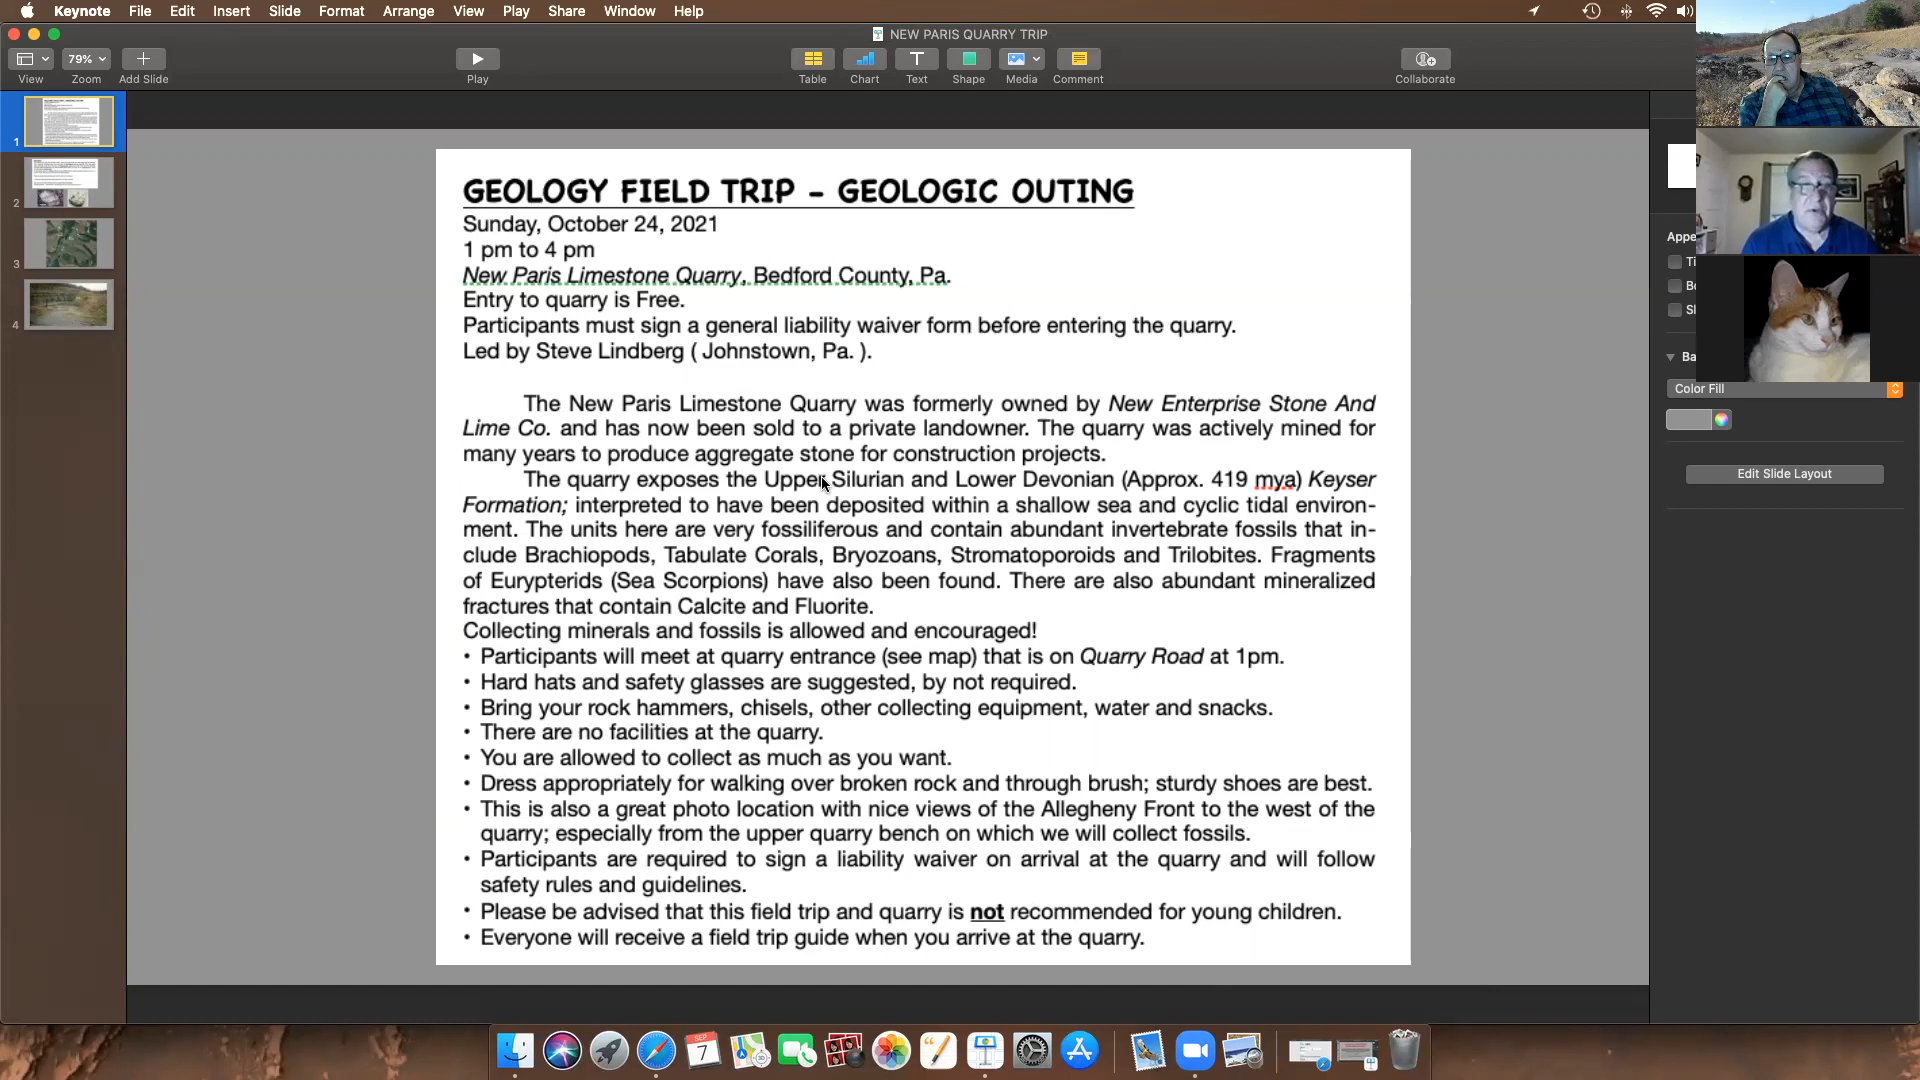 Keynote File Edit Insert Slide Format Arrange View Play Share Window Help
NEW PARIS QUARRY TRIP
79%
View Zoom Add Slide Play Table Chart Text Shape Media Comment Collaborate
1
2
3
4
GEOLOGY FIELD TRIP – GEOLOGIC OUTING
Sunday, October 24, 2021
1 pm to 4 pm
New Paris Limestone Quarry, Bedford County, Pa.
Entry to quarry is Free.
Participants must sign a general liability waiver form before entering the quarry.
Led by Steve Lindberg ( Johnstown, Pa. ).
The New Paris Limestone Quarry was formerly owned by New Enterprise Stone And
Lime Co. and has now been sold to a private landowner. The quarry was actively mined for
many years to produce aggregate stone for construction projects.
The quarry exposes the Upper Silurian and Lower Devonian (Approx. 419 mya) Keyser
Formation; interpreted to have been deposited within a shallow sea and cyclic tidal environ-
ment. The units here are very fossiliferous and contain abundant invertebrate fossils that in-
clude Brachiopods, Tabulate Corals, Bryozoans, Stromatoporoids and Trilobites. Fragments
of Eurypterids (Sea Scorpions) have also been found. There are also abundant mineralized
fractures that contain Calcite and Fluorite.
Collecting minerals and fossils is allowed and encouraged!
• Participants will meet at quarry entrance (see map) that is on Quarry Road at 1pm.
• Hard hats and safety glasses are suggested, by not required.
• Bring your rock hammers, chisels, other collecting equipment, water and snacks.
• There are no facilities at the quarry.
• You are allowed to collect as much as you want.
• Dress appropriately for walking over broken rock and through brush; sturdy shoes are best.
• This is also a great photo location with nice views of the Allegheny Front to the west of the
quarry; especially from the upper quarry bench on which we will collect fossils.
• Participants are required to sign a liability waiver on arrival at the quarry and will follow
safety rules and guidelines.
• Please be advised that this field trip and quarry is not recommended for young children.
• Everyone will receive a field trip guide when you arrive at the quarry.
Appe
Ti
Bo
Sl
Ba
Color Fill
Edit Slide Layout
SEP
7